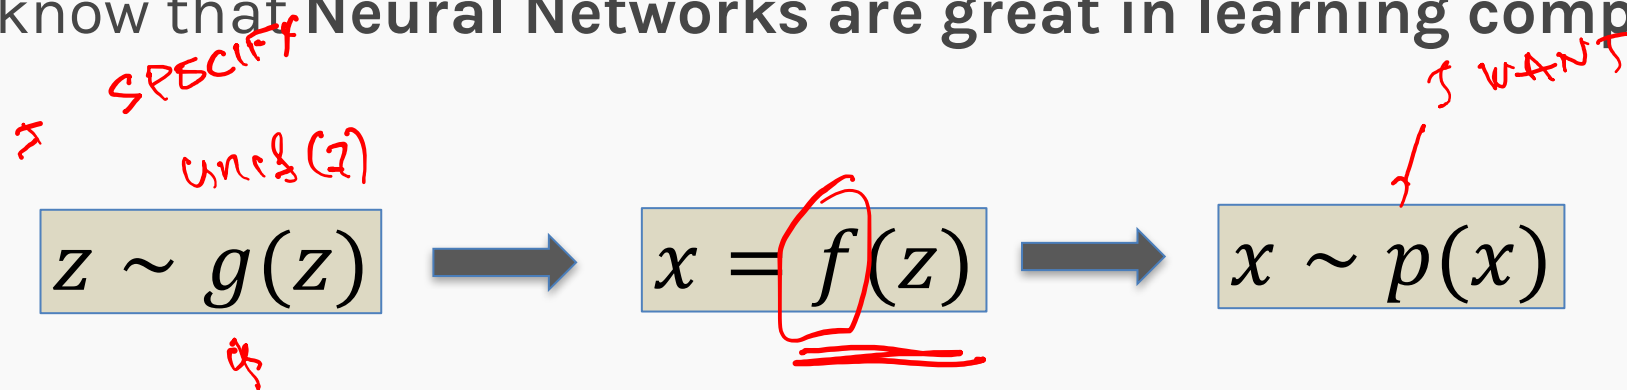 know that Neural Networks are great in learning comp
I SPECIFY
I WANT
unif(z)
z ~ g(z)
x = f(z)
x ~ p(x)